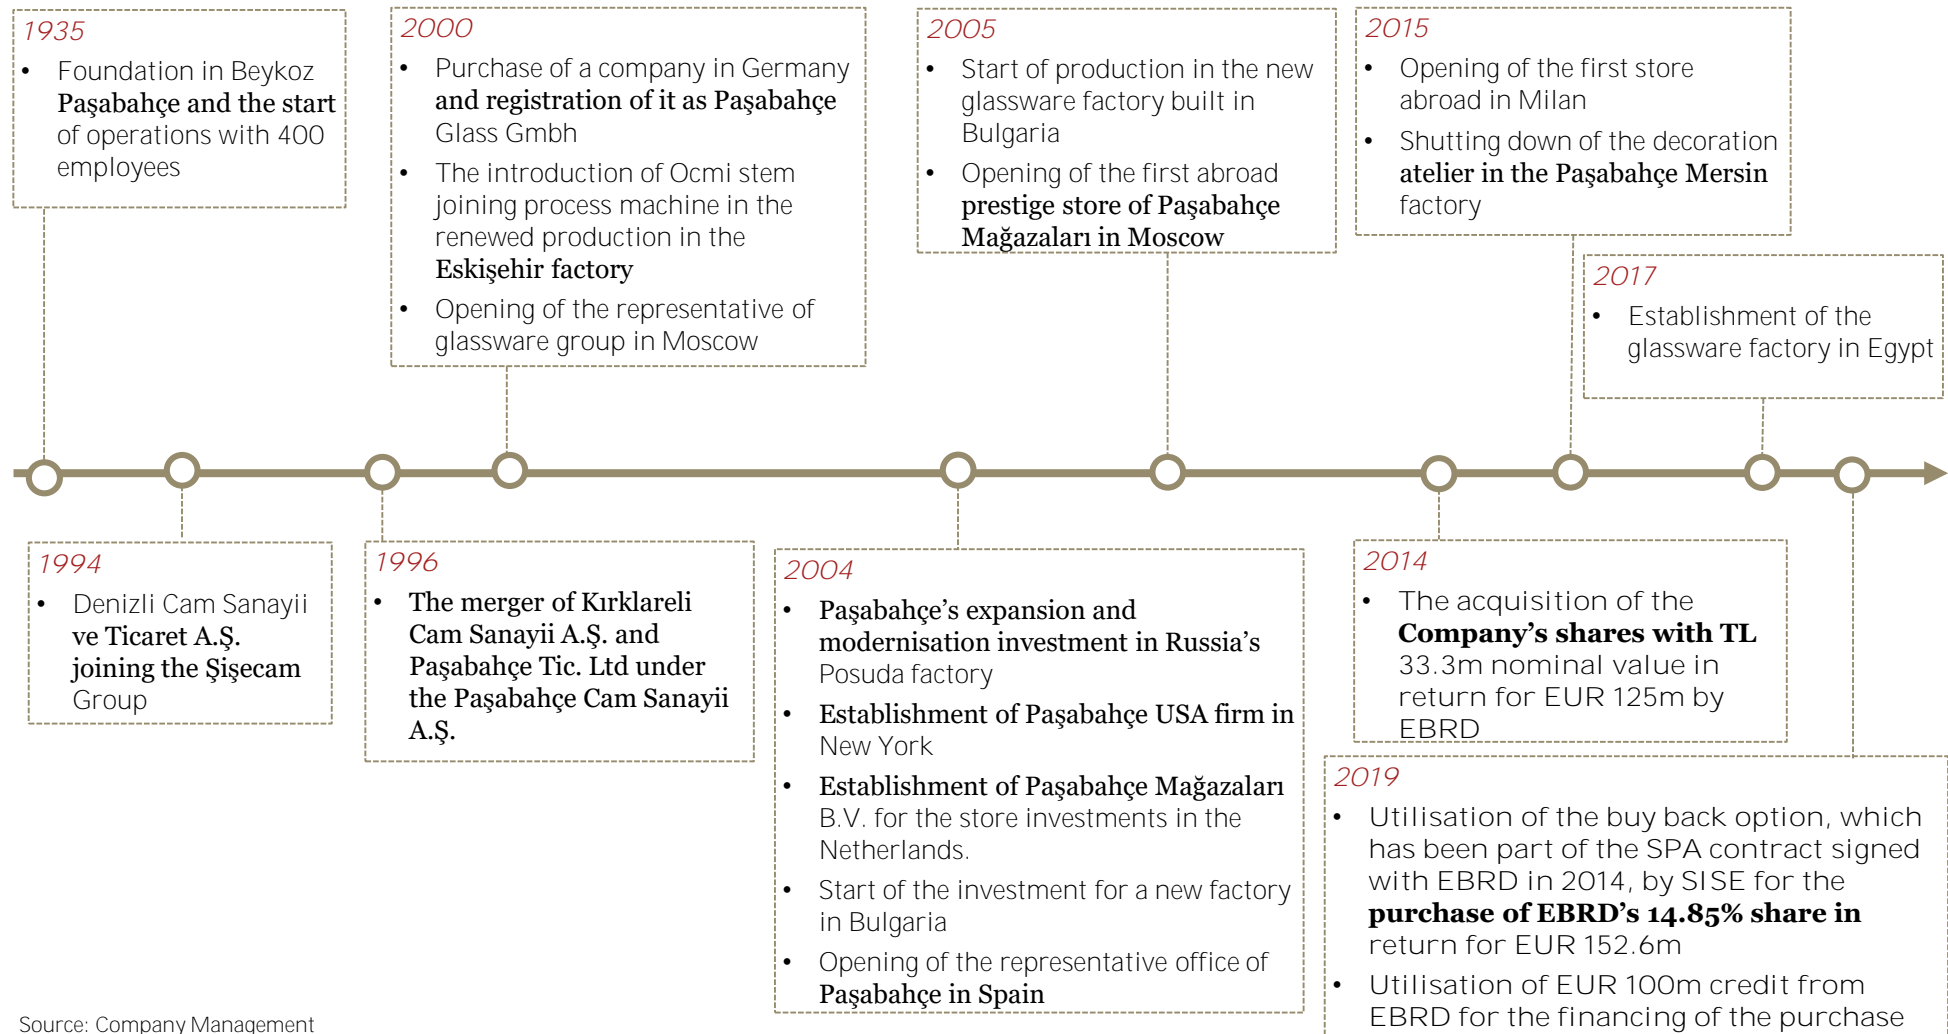 1935
• Foundation in Beykoz
Paşabahçe and the start
of operations with 400
employees
2000
• Purchase of a company in Germany
and registration of it as Paşabahçe
Glass Gmbh
• The introduction of Ocmi stem
joining process machine in the
renewed production in the
Eskişehir factory
• Opening of the representative of
glassware group in Moscow
2005
• Start of production in the new
glassware factory built in
Bulgaria
• Opening of the first abroad
prestige store of Paşabahçe
Mağazaları in Moscow
2015
• Opening of the first store
abroad in Milan
• Shutting down of the decoration
atelier in the Paşabahçe Mersin
factory
2017
• Establishment of the
glassware factory in Egypt
1994
• Denizli Cam Sanayii
ve Ticaret A.Ş.
joining the Şişecam
Group
1996
• The merger of Kırklareli
Cam Sanayii A.Ş. and
Paşabahçe Tic. Ltd under
the Paşabahçe Cam Sanayii
A.Ş.
2004
• Paşabahçe’s expansion and
modernisation investment in Russia’s
Posuda factory
• Establishment of Paşabahçe USA firm in
New York
• Establishment of Paşabahçe Mağazaları
B.V. for the store investments in the
Netherlands.
• Start of the investment for a new factory
in Bulgaria
• Opening of the representative office of
Paşabahçe in Spain
2014
• The acquisition of the
Company’s shares with TL
33.3m nominal value in
return for EUR 125m by
EBRD
2019
• Utilisation of the buy back option, which
has been part of the SPA contract signed
with EBRD in 2014, by SISE for the
purchase of EBRD’s 14.85% share in
return for EUR 152.6m
• Utilisation of EUR 100m credit from
EBRD for the financing of the purchase
Source: Company Management